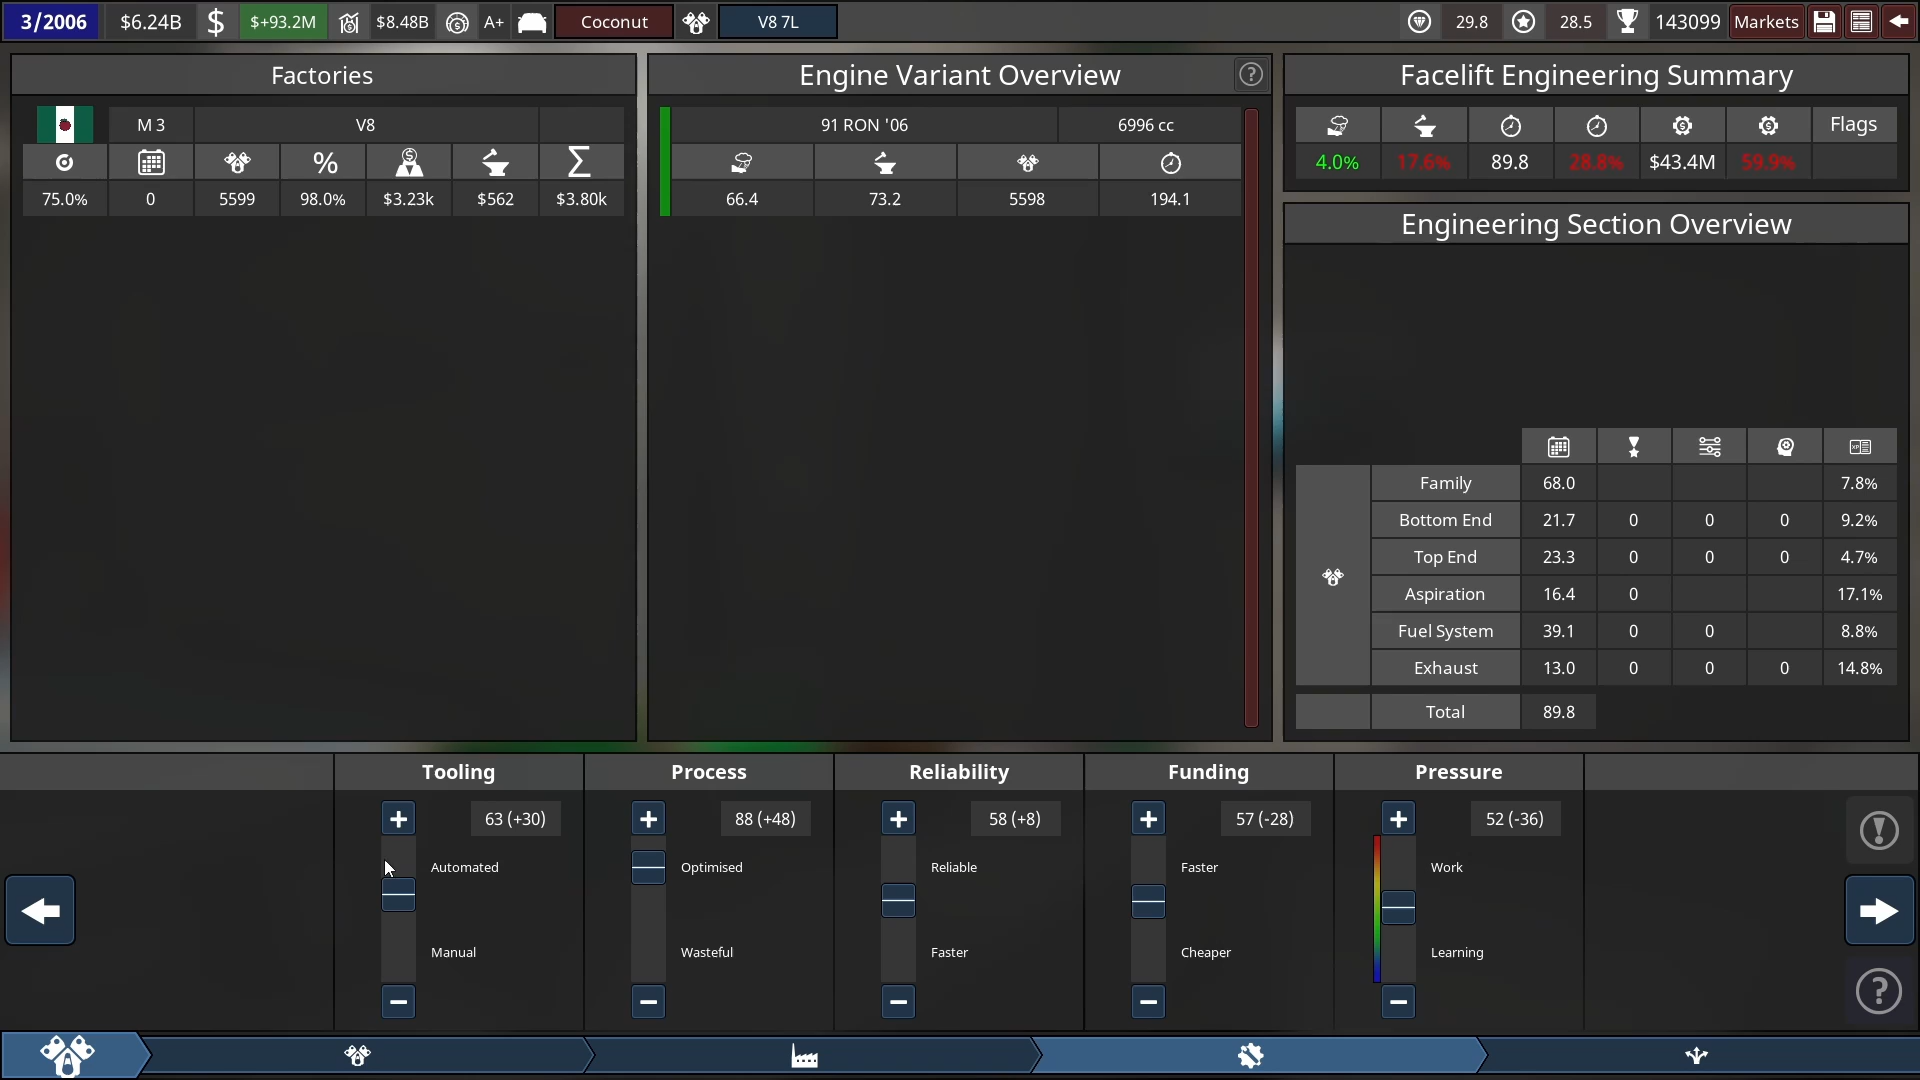 3/2006 $6.24B $+93.2M $8.48B A+ Coconut V8 7L 29.8 28.5 143099 Markets
Factories
M 3 V8
%
75.0% 0 5599 98.0% $3.23k $562 $3.80k
Engine Variant Overview
91 RON '06 6996 cc
66.4 73.2 5598 194.1
Facelift Engineering Summary
Flags
4.0% 17.6% 89.8 28.8% $43.4M 59.9%
Engineering Section Overview
Family 68.0 7.8%
Bottom End 21.7 0 0 0 9.2%
Top End 23.3 0 0 0 4.7%
Aspiration 16.4 0 17.1%
Fuel System 39.1 0 0 8.8%
Exhaust 13.0 0 0 0 14.8%
Total 89.8
Tooling Process Reliability Funding Pressure
63 (+30) 88 (+48) 58 (+8) 57 (-28) 52 (-36)
Automated Optimised Reliable Faster Work
Manual Wasteful Faster Cheaper Learning